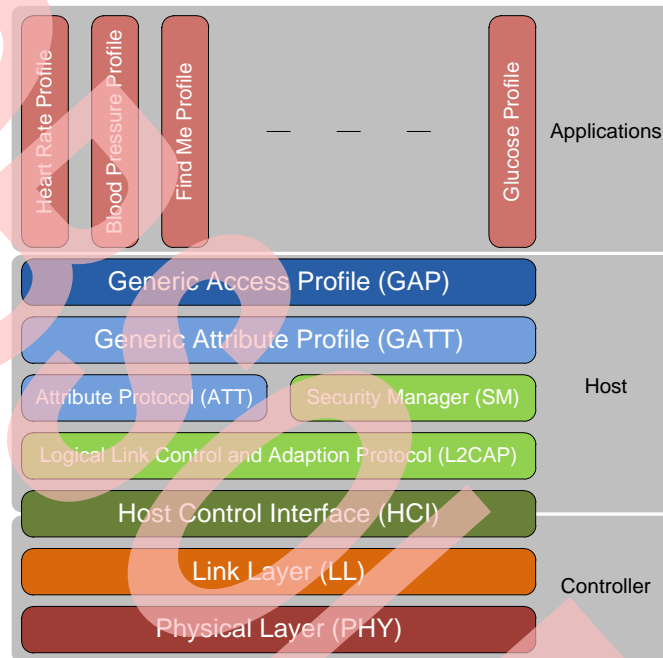 Heart Rate Profile
Blood Pressure Profile
Find Me Profile
Glucose Profile
Applications
Generic Access Profile (GAP)
Generic Attribute Profile (GATT)
Attribute Protocol (ATT)
Security Manager (SM)
Host
Logical Link Control and Adaption Protocol (L2CAP)
Host Control Interface (HCI)
Link Layer (LL)
Controller
Physical Layer (PHY)